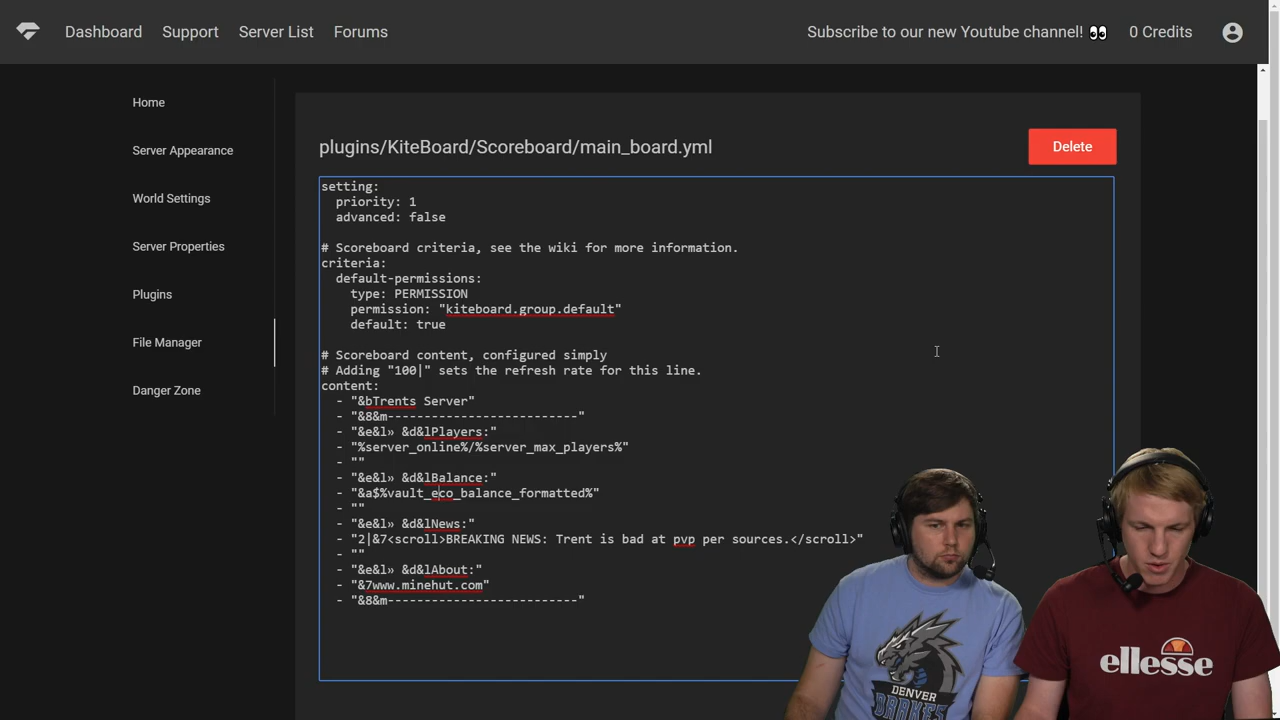 Dashboard Support Server List Forums Subscribe to our new Youtube channel! 👀 0 Credits
Home
Server Appearance
World Settings
Server Properties
Plugins
File Manager
Danger Zone
plugins/KiteBoard/Scoreboard/main_board.yml
Delete
setting:
  priority: 1
  advanced: false
# Scoreboard criteria, see the wiki for more information.
criteria:
  default-permissions:
    type: PERMISSION
    permission: "kiteboard.group.default"
    default: true
# Scoreboard content, configured simply
# Adding "100|" sets the refresh rate for this line.
content:
  - "&bTrents Server"
  - "&8&m--------------------------"
  - "&e&l» &d&lPlayers:"
  - "%server_online%/%server_max_players%"
  - ""
  - "&e&l» &d&lBalance:"
  - "&a$%vault_eco_balance_formatted%"
  - ""
  - "&e&l» &d&lNews:"
  - "2|&7<scroll>BREAKING NEWS: Trent is bad at pvp per sources.</scroll>"
  - ""
  - "&e&l» &d&lAbout:"
  - "&7www.minehut.com"
  - "&8&m--------------------------"
DENVER
DRAKES
ellesse